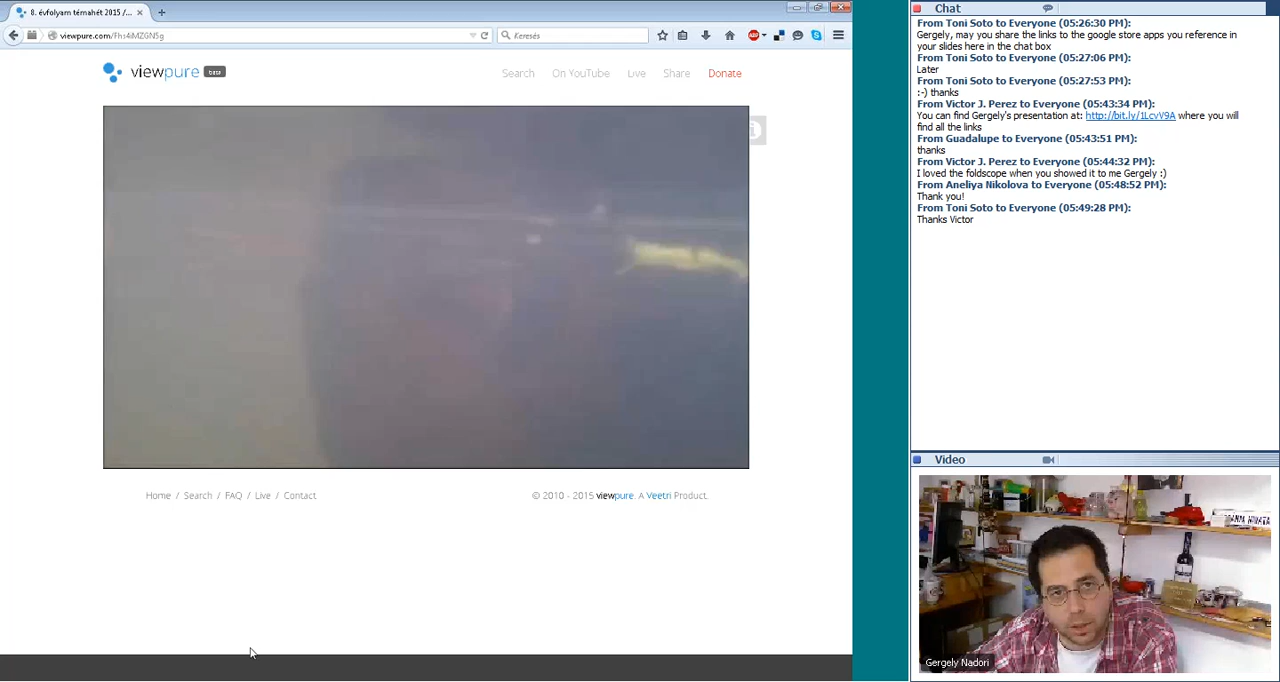 8. évfolyam témahét 2015 /...
viewpure.com/Fhs4iMZGN5g
Keresés
ABP
viewpure beta
Search On YouTube Live Share Donate
Home / Search / FAQ / Live / Contact
© 2010 - 2015 viewpure. A Veetri Product.
Chat
From Toni Soto to Everyone (05:26:30 PM):
Gergely, may you share the links to the google store apps you reference in
your slides here in the chat box
From Toni Soto to Everyone (05:27:06 PM):
Later
From Toni Soto to Everyone (05:27:53 PM):
:-) thanks
From Victor J. Perez to Everyone (05:43:34 PM):
You can find Gergely's presentation at: http://bit.ly/1LcvV9A where you will
find all the links
From Guadalupe to Everyone (05:43:51 PM):
thanks
From Victor J. Perez to Everyone (05:44:32 PM):
I loved the foldscope when you showed it to me Gergely :)
From Aneliya Nikolova to Everyone (05:48:52 PM):
Thank you!
From Toni Soto to Everyone (05:49:28 PM):
Thanks Victor
Video
Gergely Nadori